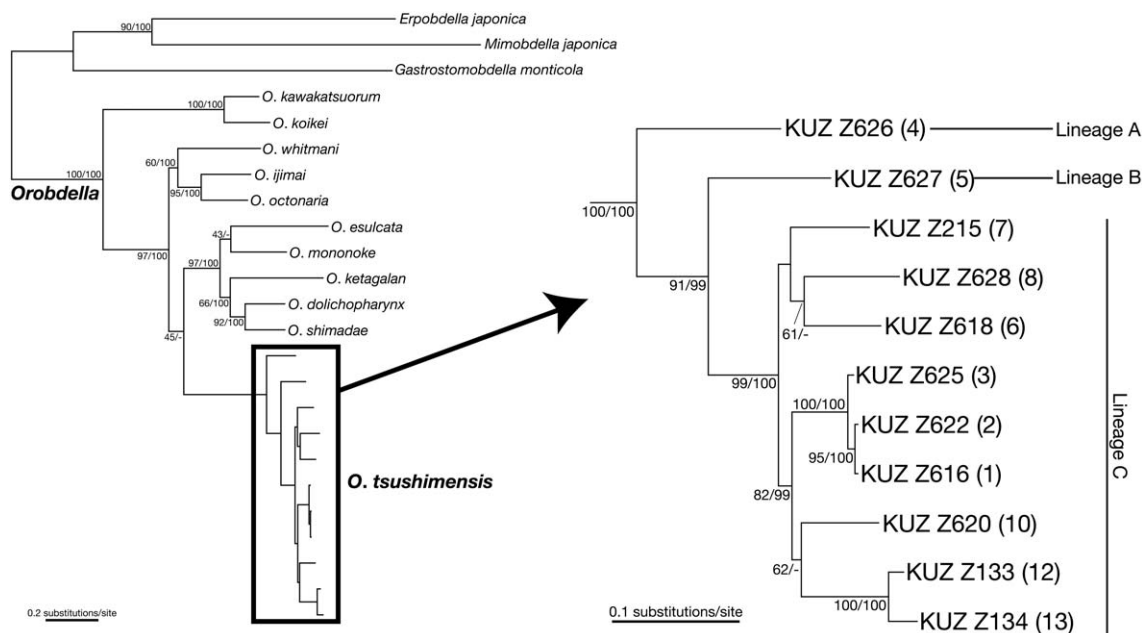 90/100
Erpobdella japonica
Mimobdella japonica
Gastrostomobdella monticola
100/100
O. kawakatsuorum
O. koikei
100/100
Orobdella
60/100
O. whitmani
O. ijimai
95/100
O. octonaria
97/100
43/-
O. esulcata
O. mononoke
97/100
O. ketagalan
66/100
O. dolichopharynx
92/100
O. shimadae
45/-
O. tsushimensis
0.2 substitutions/site
KUZ Z626 (4)
Lineage A
100/100
KUZ Z627 (5)
Lineage B
91/99
KUZ Z215 (7)
KUZ Z628 (8)
61/-
KUZ Z618 (6)
99/100
KUZ Z625 (3)
100/100
KUZ Z622 (2)
95/100
KUZ Z616 (1)
82/99
KUZ Z620 (10)
62/-
KUZ Z133 (12)
100/100
KUZ Z134 (13)
Lineage C
0.1 substitutions/site